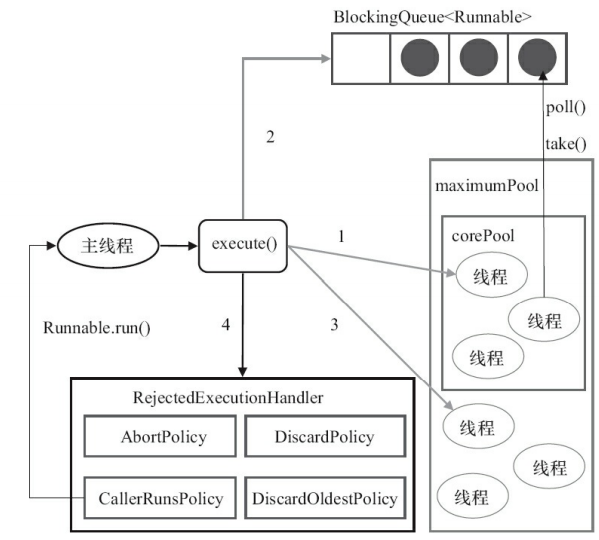 BlockingQueue<Runnable>
poll()
2
take()
maximumPool
corePool
主线程
execute()
1
线程
Runnable.run()
4
3
线程
线程
RejectedExecutionHandler
AbortPolicy
DiscardPolicy
线程
线程
CallerRunsPolicy
DiscardOldestPolicy
线程